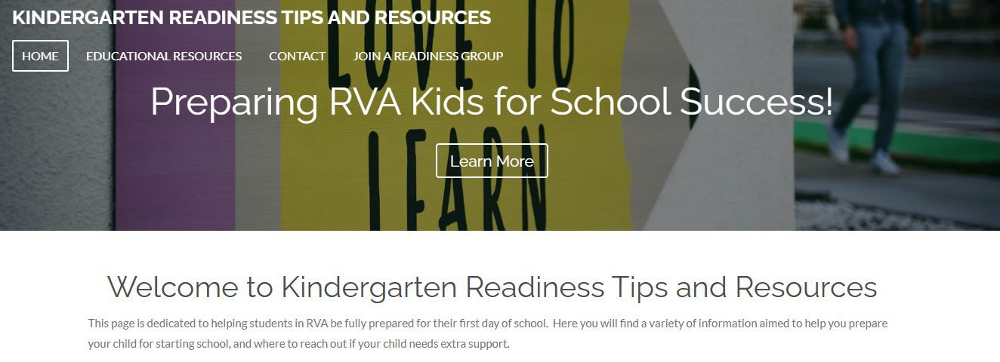 KINDERGARTEN READINESS TIPS AND RESOURCES
HOME EDUCATIONAL RESOURCES CONTACT JOIN A READINESS GROUP
LOVE TO
Preparing RVA Kids for School Success!
LEARN
Learn More
LEARN
Welcome to Kindergarten Readiness Tips and Resources
This page is dedicated to helping students in RVA be fully prepared for their first day of school.  Here you will find a variety of information aimed to help you prepare
your child for starting school, and where to reach out if your child needs extra support.